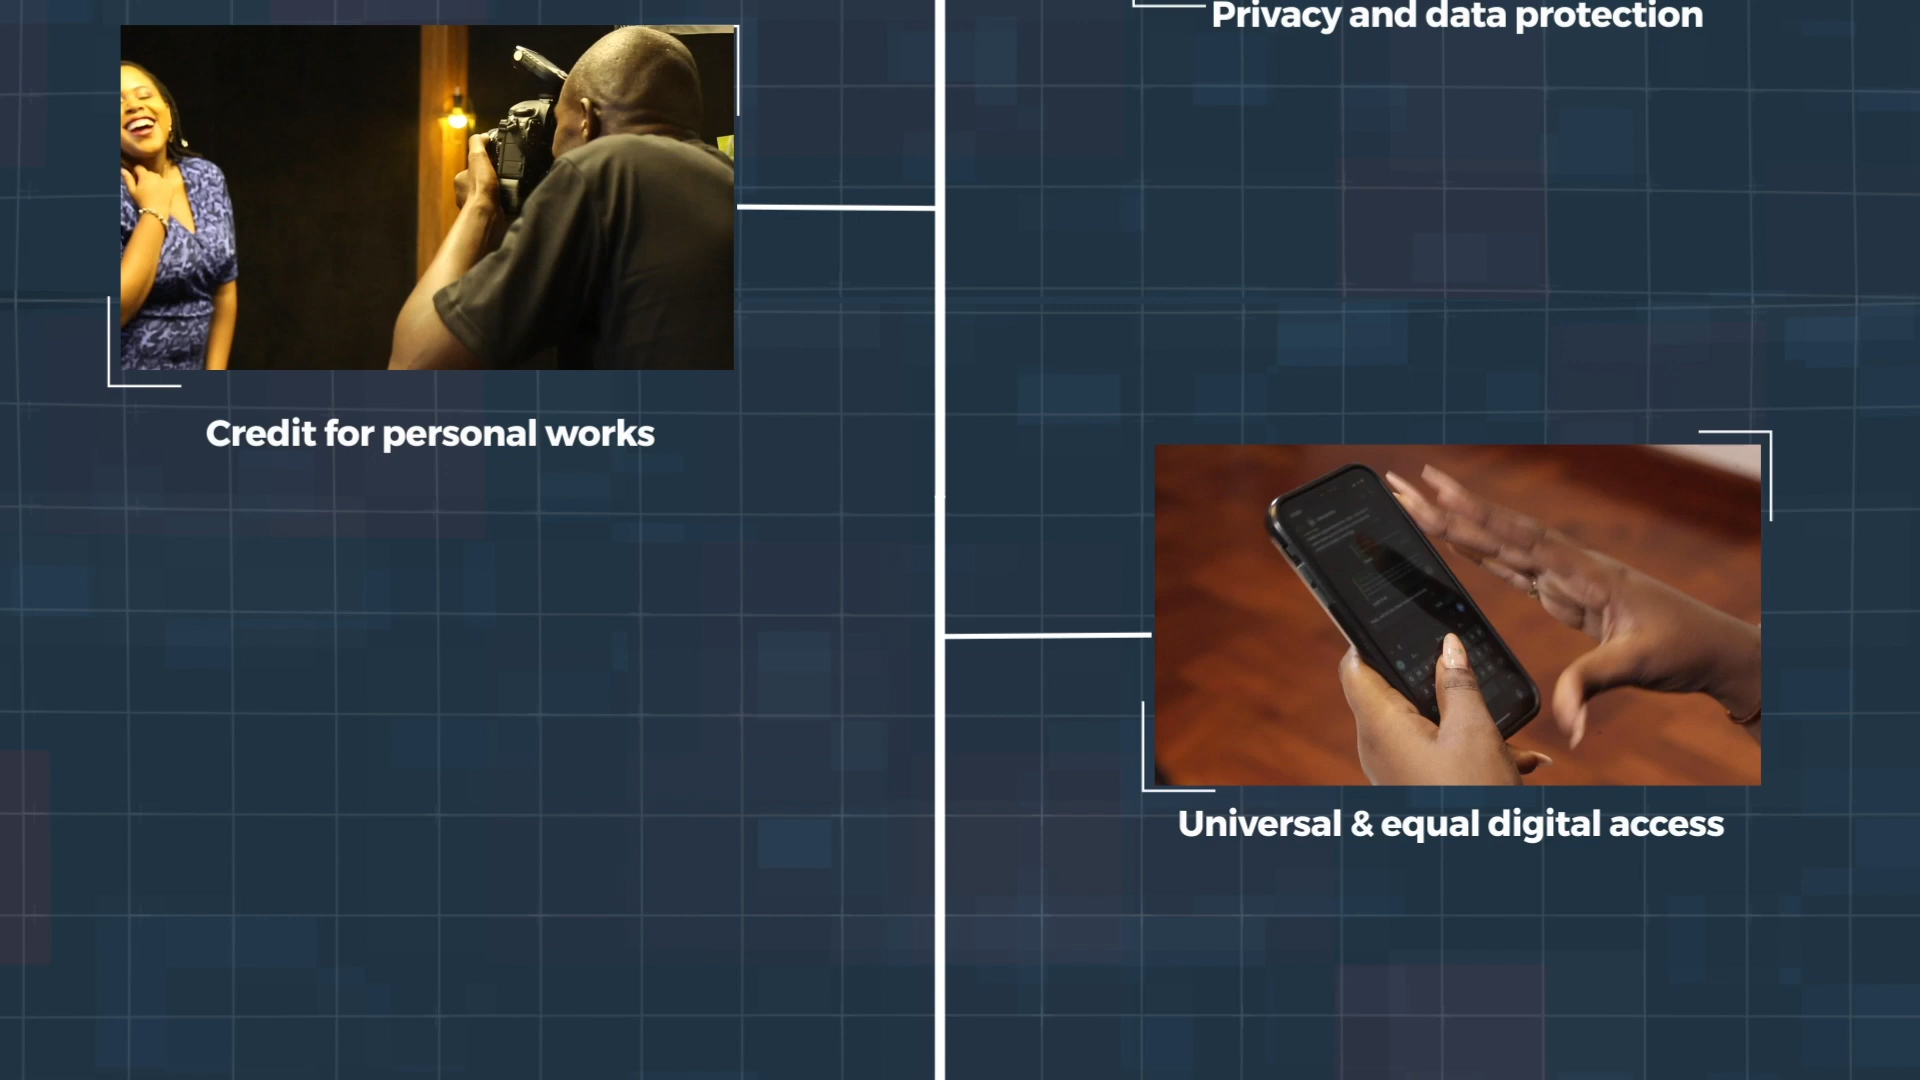 Privacy and data protection
Credit for personal works
Universal & equal digital access